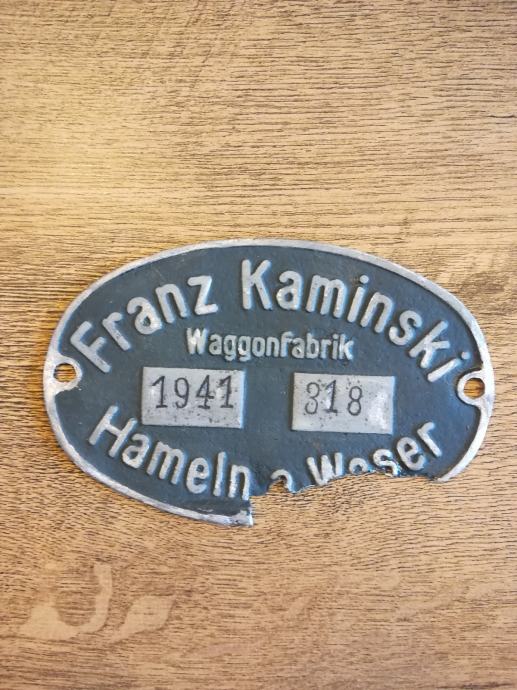 Franz Kaminski
Waggonfabrik
1941 318
Hameln a Weser